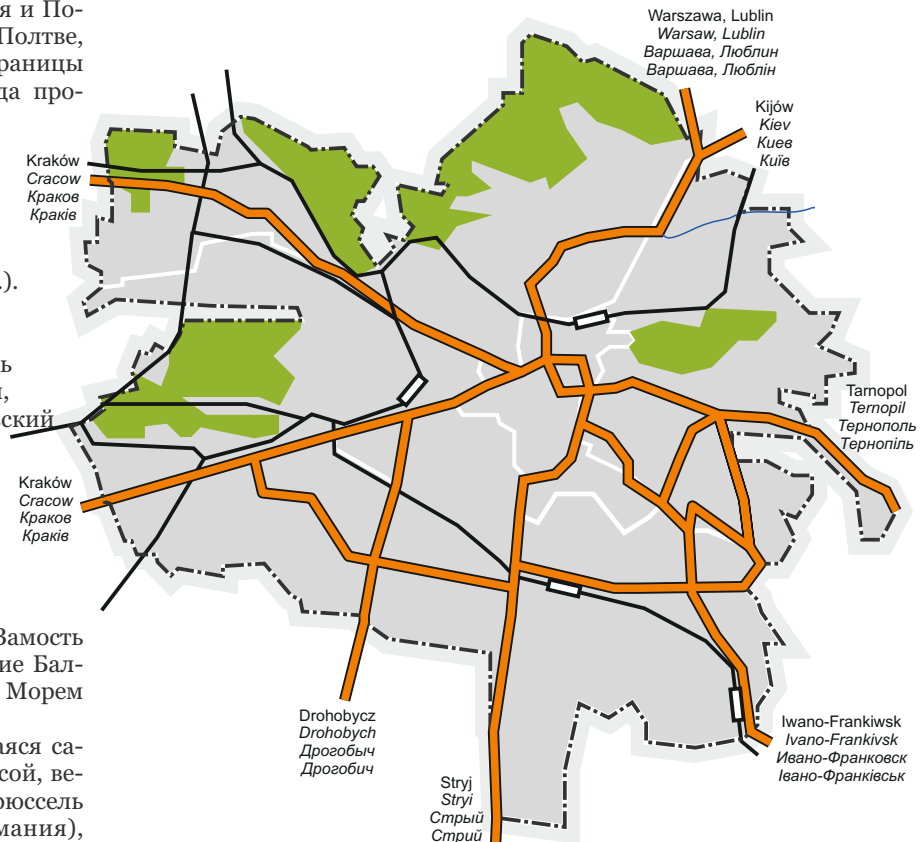 я и По-
Полтве,
раницы
да про-
.).
ь
и,
ский
Замость
ие Бал-
Морем
аяся са-
сой, ве-
рюссель
мания),
Warszawa, Lublin
Warsaw, Lublin
Варшава, Люблин
Варшава, Люблін
Kijów
Kiev
Киев
Київ
Kraków
Cracow
Краков
Краків
Tarnopol
Ternopil
Тернополь
Тернопіль
Kraków
Cracow
Краков
Краків
Drohobycz
Drohobych
Дрогобыч
Дрогобич
Stryj
Stryi
Стрый
Стрий
Iwano-Frankiwsk
Ivano-Frankivsk
Ивано-Франковск
Івано-Франківськ